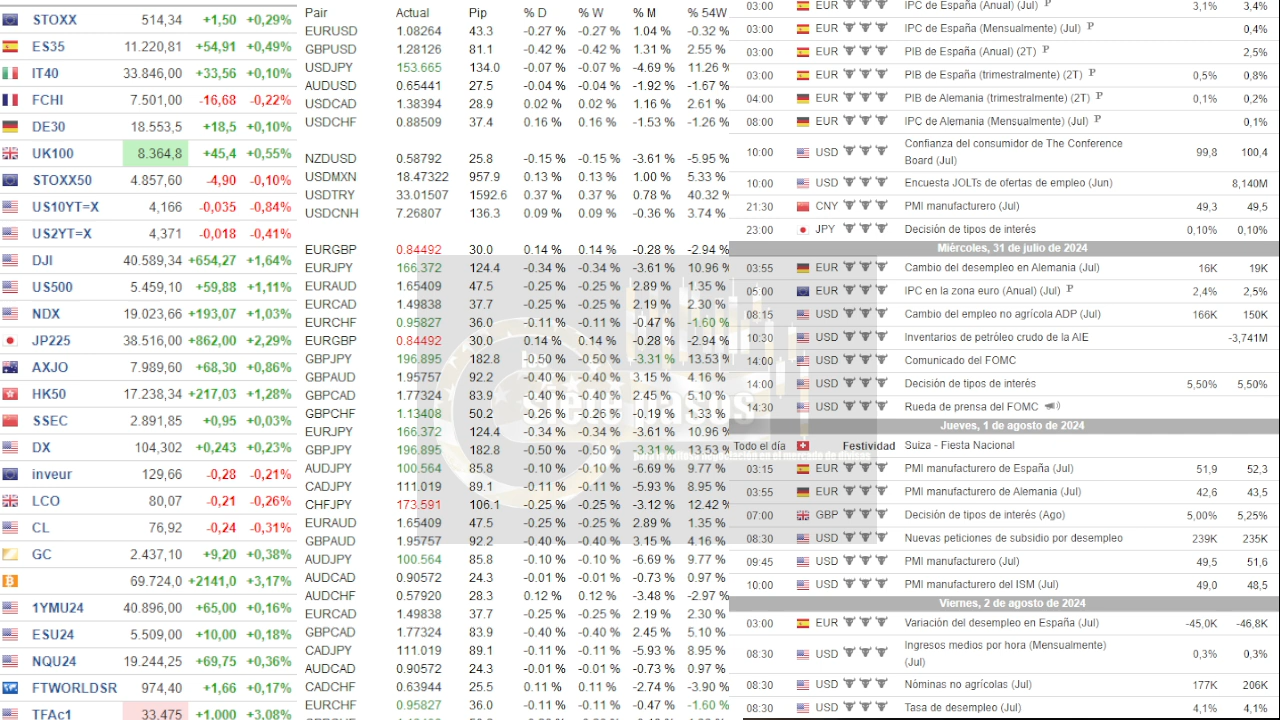 STOXX 514,34 +1,50 +0,29%
ES35 11.220,81 +54,91 +0,49%
IT40 33.846,00 +33,56 +0,10%
FCHI 7.501,00 -16,68 -0,22%
DE30 18.553,5 +18,5 +0,10%
UK100 8.364,8 +45,4 +0,55%
STOXX50 4.857,60 -4,90 -0,10%
US10YT=X 4,166 -0,035 -0,84%
US2YT=X 4,371 -0,018 -0,41%
DJI 40.589,34 +654,27 +1,64%
US500 5.459,10 +59,88 +1,11%
NDX 19.023,66 +193,07 +1,03%
JP225 38.516,00 +862,00 +2,29%
AXJO 7.989,60 +68,30 +0,86%
HK50 17.238,34 +217,03 +1,28%
SSEC 2.891,85 +0,95 +0,03%
DX 104,302 +0,243 +0,23%
inveur 129,66 -0,28 -0,21%
LCO 80,07 -0,21 -0,26%
CL 76,92 -0,24 -0,31%
GC 2.437,10 +9,20 +0,38%
69.724,0 +2141,0 +3,17%
1YMU24 40.896,00 +65,00 +0,16%
ESU24 5.509,00 +10,00 +0,18%
NQU24 19.244,25 +69,75 +0,36%
FTWORLDSR 974,40 +1,66 +0,17%
TFAc1 33,475 +1,000 +3,08%
Pair Actual Pip % D % W % M % 54W
EURUSD 1.08264 43.3 -0.27 % -0.27 % 1.04 % -0.32 %
GBPUSD 1.28126 81.1 -0.42 % -0.42 % 1.31 % 2.55 %
USDJPY 153.665 134.0 -0.07 % -0.07 % -4.69 % 11.26 %
AUDUSD 0.65441 27.5 -0.04 % -0.04 % -1.92 % -1.67 %
USDCAD 1.38394 28.9 0.02 % 0.02 % 1.16 % 2.61 %
USDCHF 0.88509 37.4 0.16 % 0.16 % -1.53 % -1.26 %
NZDUSD 0.58792 25.8 -0.15 % -0.15 % -3.61 % -5.95 %
USDMXN 18.47322 957.9 0.13 % 0.13 % 1.00 % 5.33 %
USDTRY 33.01507 1592.6 0.37 % 0.37 % 0.78 % 40.32 %
USDCNH 7.26807 136.3 0.09 % 0.09 % -0.36 % 3.74 %
EURGBP 0.84492 30.0 0.14 % 0.14 % -0.28 % -2.94 %
EURJPY 166.372 124.4 -0.34 % -0.34 % -3.61 % 10.96 %
EURAUD 1.65409 47.5 -0.25 % -0.25 % 2.89 % 1.35 %
EURCAD 1.49838 37.7 -0.25 % -0.25 % 2.19 % 2.30 %
EURCHF 0.95827 36.0 -0.11 % -0.11 % -0.47 % -1.60 %
EURGBP 0.84492 30.0 0.14 % 0.14 % -0.28 % -2.94 %
GBPJPY 196.895 182.8 -0.50 % -0.50 % -3.31 % 13.53 %
GBPAUD 1.95757 92.2 -0.40 % -0.40 % 3.15 % 4.16 %
GBPCAD 1.77324 83.9 -0.40 % -0.40 % 2.45 % 5.10 %
GBPCHF 1.13408 50.2 -0.26 % -0.26 % -0.19 % 1.33 %
EURJPY 166.372 124.4 -0.34 % -0.34 % -3.61 % 10.96 %
GBPJPY 196.895 182.8 -0.50 % -0.50 % -3.31 % 13.53 %
AUDJPY 100.564 85.8 -0.10 % -0.10 % -6.69 % 9.77 %
CADJPY 111.019 89.1 -0.11 % -0.11 % -5.93 % 8.95 %
CHFJPY 173.591 106.1 -0.25 % -0.25 % -3.12 % 12.42 %
EURAUD 1.65409 47.5 -0.25 % -0.25 % 2.89 % 1.35 %
GBPAUD 1.95757 92.2 -0.40 % -0.40 % 3.15 % 4.16 %
AUDJPY 100.564 85.8 -0.10 % -0.10 % -6.69 % 9.77 %
AUDCAD 0.90572 24.3 -0.01 % -0.01 % -0.73 % 0.97 %
AUDCHF 0.57920 28.3 0.12 % 0.12 % -3.48 % -2.97 %
EURCAD 1.49838 37.7 -0.25 % -0.25 % 2.19 % 2.30 %
GBPCAD 1.77324 83.9 -0.40 % -0.40 % 2.45 % 5.10 %
CADJPY 111.019 89.1 -0.11 % -0.11 % -5.93 % 8.95 %
AUDCAD 0.90572 24.3 -0.01 % -0.01 % -0.73 % 0.97 %
CADCHF 0.63944 25.5 0.11 % 0.11 % -2.74 % -3.90 %
EURCHF 0.95827 36.0 -0.11 % -0.11 % -0.47 % -1.60 %
03:00 EUR IPC de España (Anual) (Jul) P 3,1% 3,4%
03:00 EUR IPC de España (Mensualmente) (Jul) P 0,4%
03:00 EUR PIB de España (Anual) (2T) P 2,5%
03:00 EUR PIB de España (trimestralmente) (2T) P 0,5% 0,8%
04:00 EUR PIB de Alemania (trimestralmente) (2T) P 0,1% 0,2%
08:00 EUR IPC de Alemania (Mensualmente) (Jul) P 0,1%
10:00 USD Confianza del consumidor de The Conference
Board (Jul) 99,8 100,4
10:00 USD Encuesta JOLTs de ofertas de empleo (Jun) 140M
21:30 CNY PMI manufacturero (Jul) 49,3 49,5
23:00 JPY Decisión de tipos de interés 0,10% 0,10%
Miércoles, 31 de julio de 2024
03:55 EUR Cambio del desempleo en Alemania (Jul) 16K 19K
05:00 EUR IPC en la zona euro (Anual) (Jul) P 2,4% 2,5%
08:15 USD Cambio del empleo no agrícola ADP (Jul) 166K 150K
10:30 USD Inventarios de petróleo crudo de la AIE -3,741M
14:00 USD Comunicado del FOMC
14:00 USD Decisión de tipos de interés 5,50% 5,50%
14:30 USD Rueda de prensa del FOMC
Jueves, 1 de agosto de 2024
Todo el día Festividad Suiza - Fiesta Nacional
03:15 EUR PMI manufacturero de España (Jul) 51,9 52,3
03:55 EUR PMI manufacturero de Alemania (Jul) 42,6 43,5
07:00 GBP Decisión de tipos de interés (Ago) 5,00% 5,25%
08:30 USD Nuevas peticiones de subsidio por desempleo 239K 235K
09:45 USD PMI manufacturero (Jul) 49,5 51,6
10:00 USD PMI manufacturero del ISM (Jul) 49,0 48,5
Viernes, 2 de agosto de 2024
03:00 EUR Variación del desempleo en España (Jul) -45,0K -46,8K
08:30 USD Ingresos medios por hora (Mensualmente)
(Jul) 0,3% 0,3%
08:30 USD Nóminas no agrícolas (Jul) 177K 206K
08:30 USD Tasa de desempleo (Jul) 4,1% 4,1%
los
siete pasos